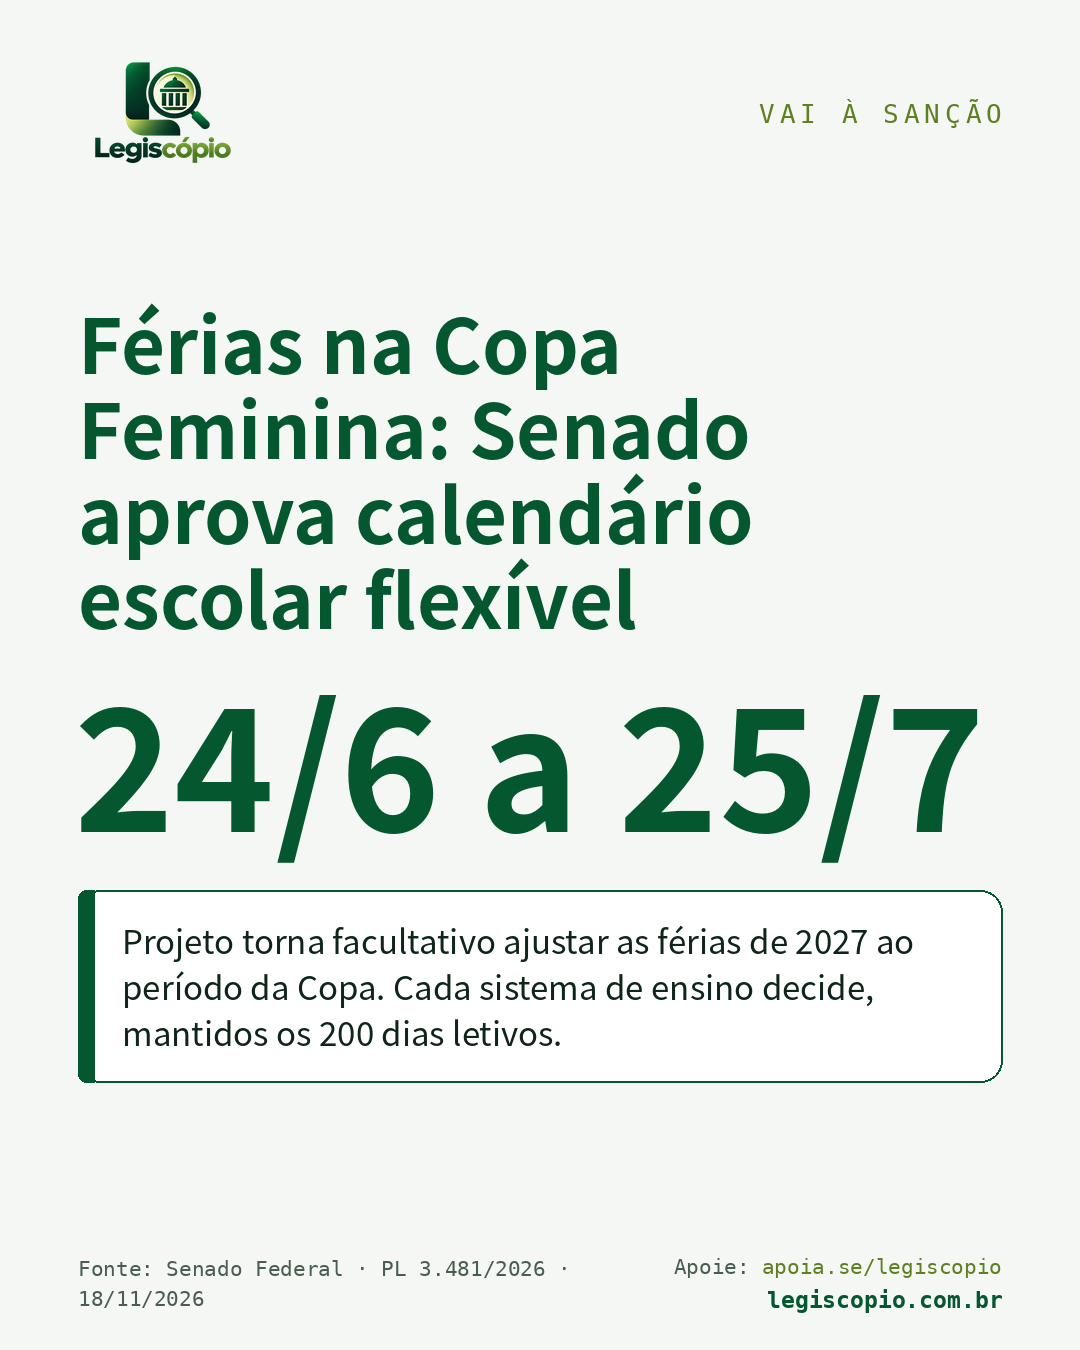 Legiscópio
VAI À SANÇÃO
Férias na Copa
Feminina: Senado
aprova calendário
escolar flexível
24/6 a 25/7
Projeto torna facultativo ajustar as férias de 2027 ao
período da Copa. Cada sistema de ensino decide,
mantidos os 200 dias letivos.
Fonte: Senado Federal · PL 3.481/2026 ·
18/11/2026
Apoie: apoia.se/legiscopio
legiscopio.com.br